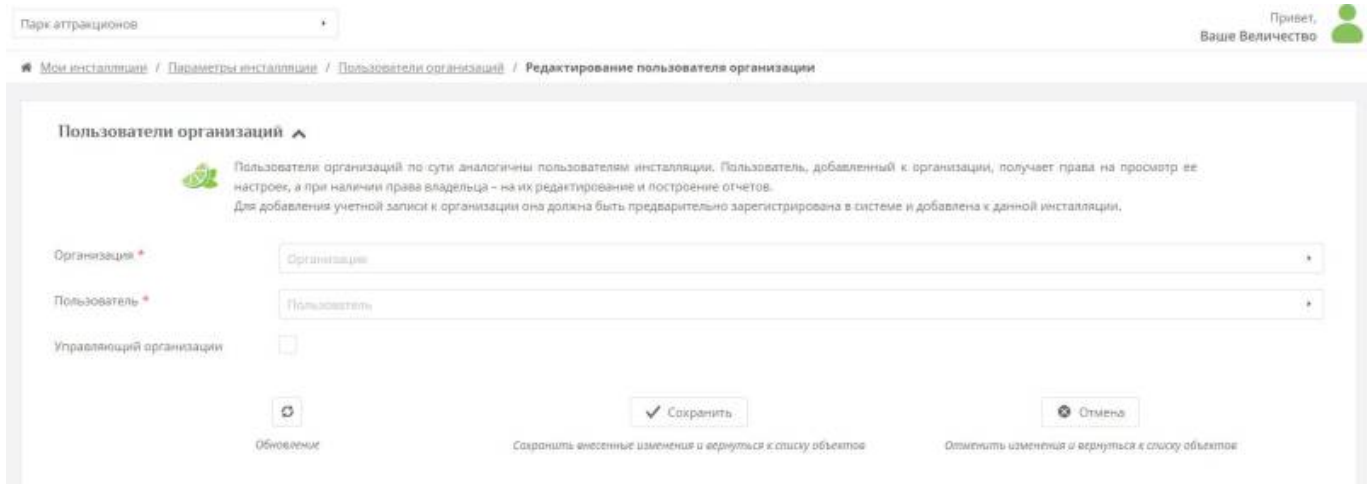 Парк аттракционов
Привет,
Ваше Величество
Мои инсталляции / Параметры инсталляции / Пользователи организаций / Редактирование пользователя организации
Пользователи организаций
Пользователи организаций по сути аналогичны пользователям инсталляции. Пользователь, добавленный к организации, получает права на просмотр ее
настроек, а при наличии права владельца – на их редактирование и построение отчетов.
Для добавления учетной записи к организации она должна быть предварительно зарегистрирована в системе и добавлена к данной инсталляции.
Организация *
Организация
Пользователь *
Пользователь
Управляющий организации
Сохранить
Отмена
Обновление
Сохранить внесенные изменения и вернуться к списку объектов
Отменить изменения и вернуться к списку объектов